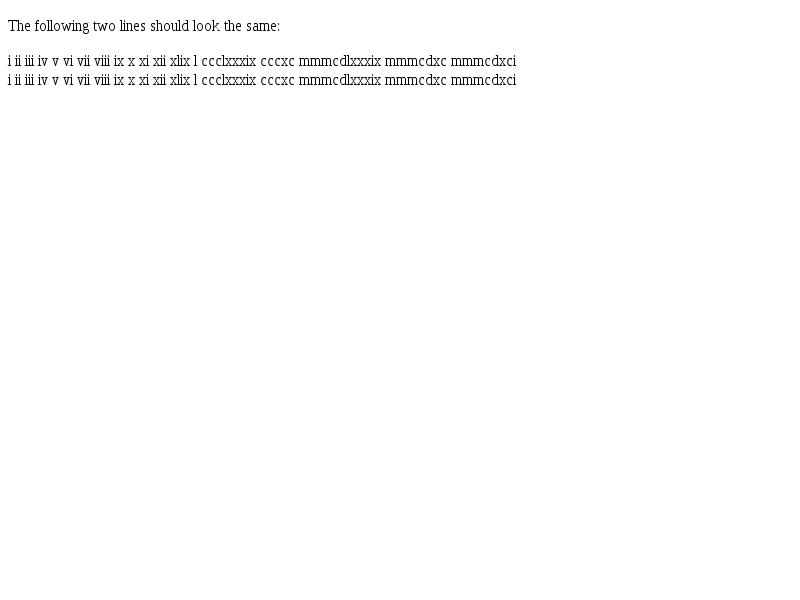 The following two lines should look the same:
i ii iii iv v vi vii viii ix x xi xii xlix l ccclxxxix cccxc mmmcdlxxxix mmmcdxc mmmcdxci
i ii iii iv v vi vii viii ix x xi xii xlix l ccclxxxix cccxc mmmcdlxxxix mmmcdxc mmmcdxci